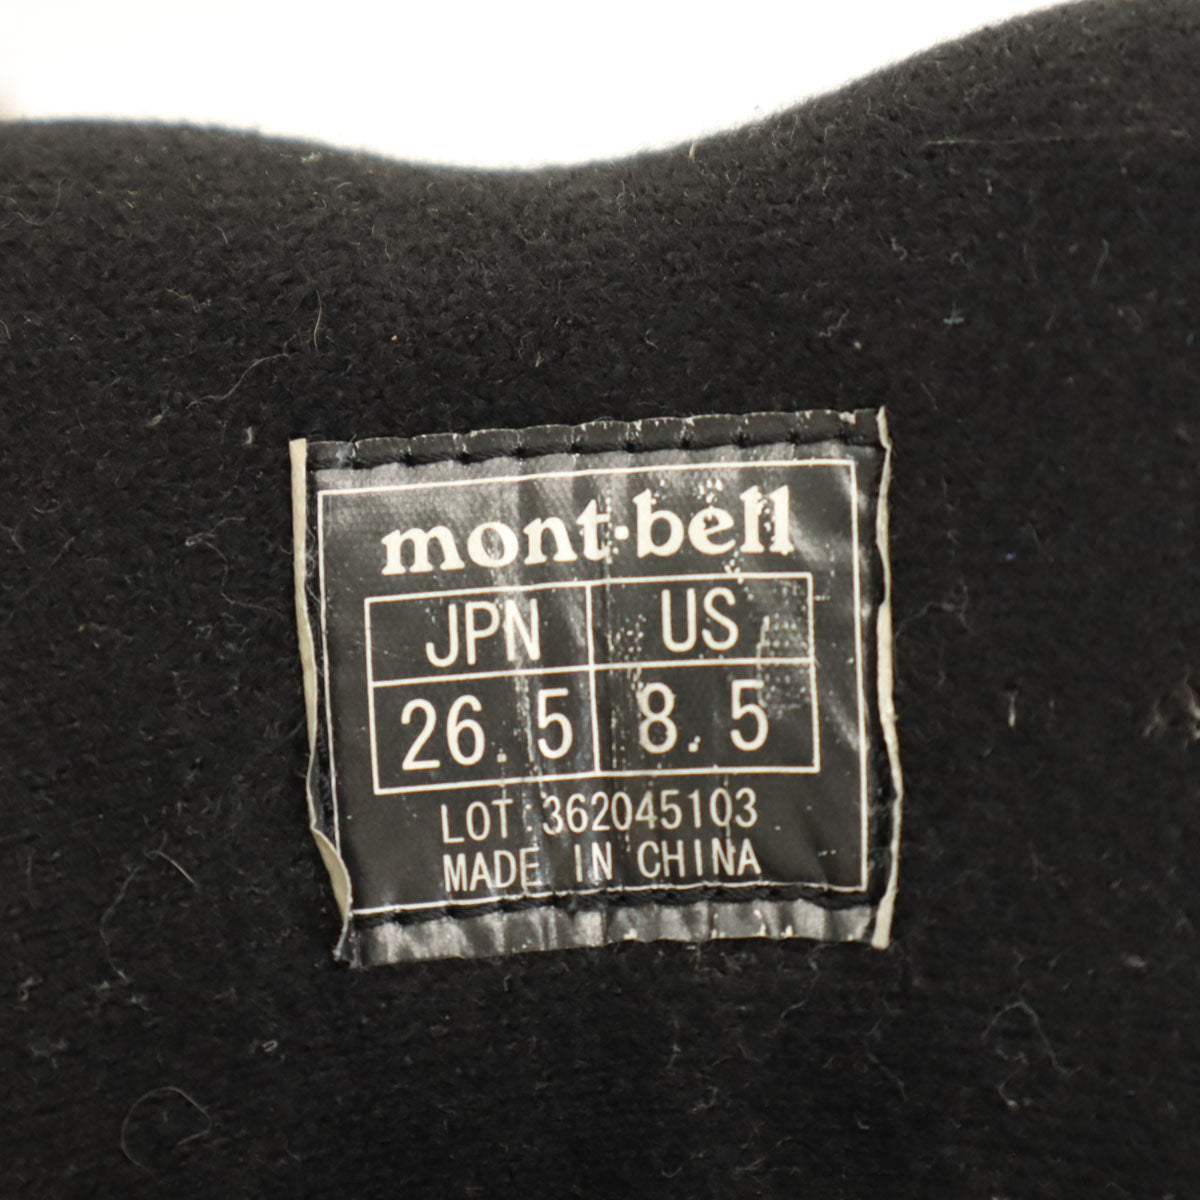 mont·bell
JPN US
26.5 8.5
LOT:362045103
MADE IN CHINA